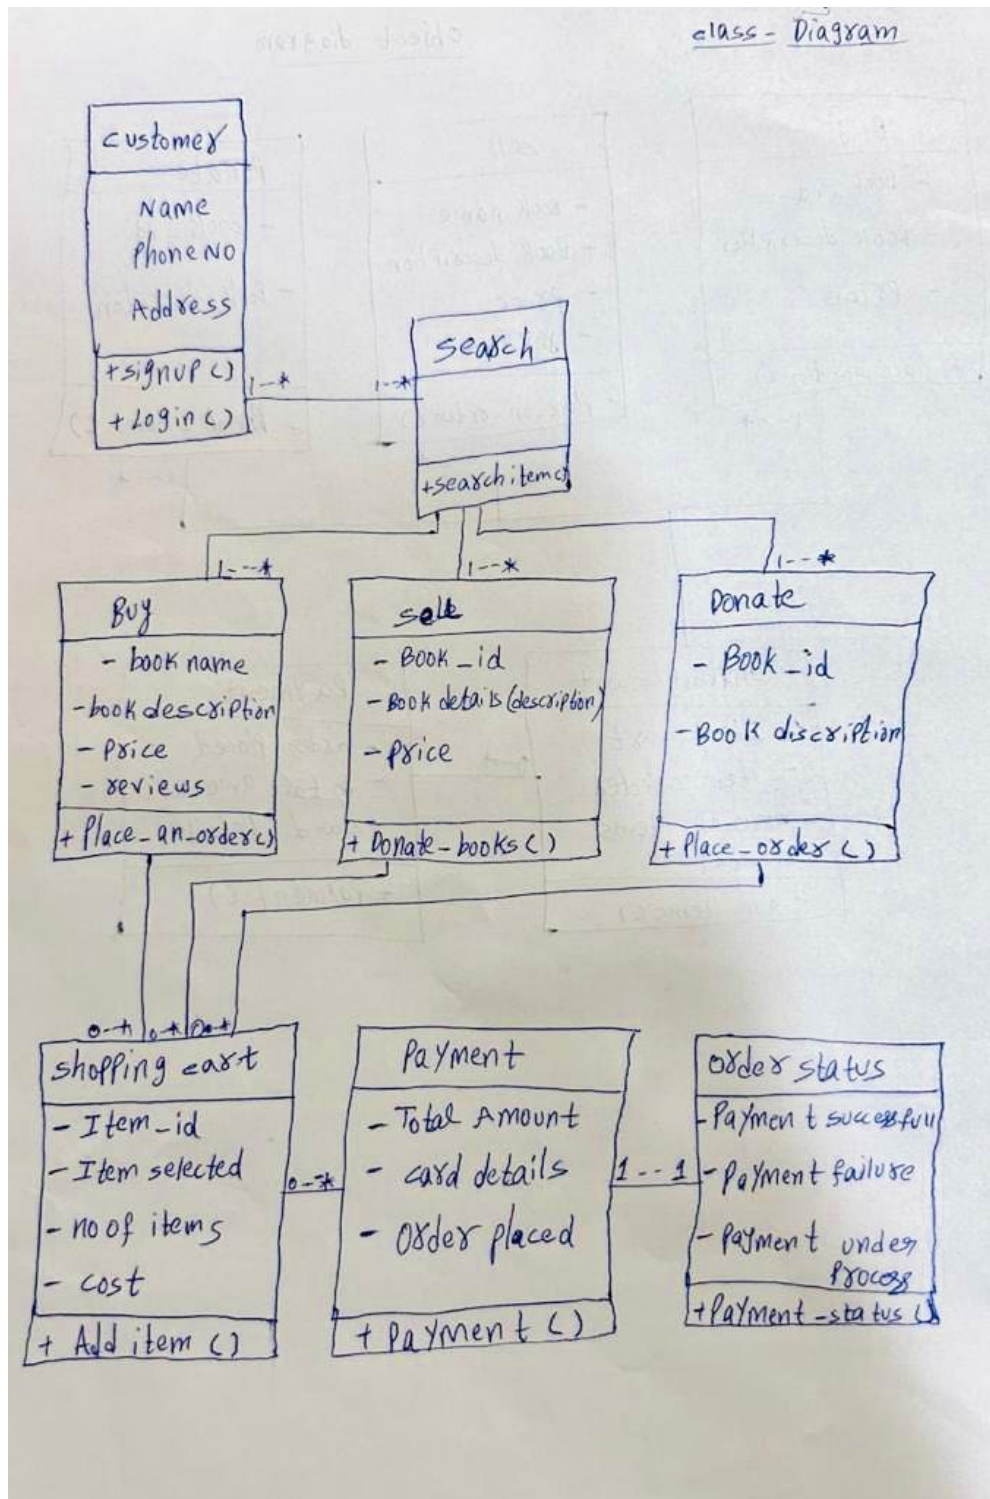 class - Diagram
customer
Name
Phone NO
Address
+ signup ()
+ Login ()
1--*
1--*
search
+search item ()
1---*
1--*
1---*
Buy
- book name
- book description
- Price
- reviews
+ Place_an_order()
Sell
- Book_id
- Book details (description)
- Price
+ Donate_books ()
Donate
- Book_id
- Book discription
+ Place_order ()
0--*
0--*
0--*
shopping cart
- Item_id
- Item selected
- no of items
- cost
+ Add item ()
0--*
Payment
- Total Amount
- card details
- Order placed
+ Payment ()
1--1
order status
- Payment successfull
- Payment failure
- Payment under
Process
+Payment_status ()